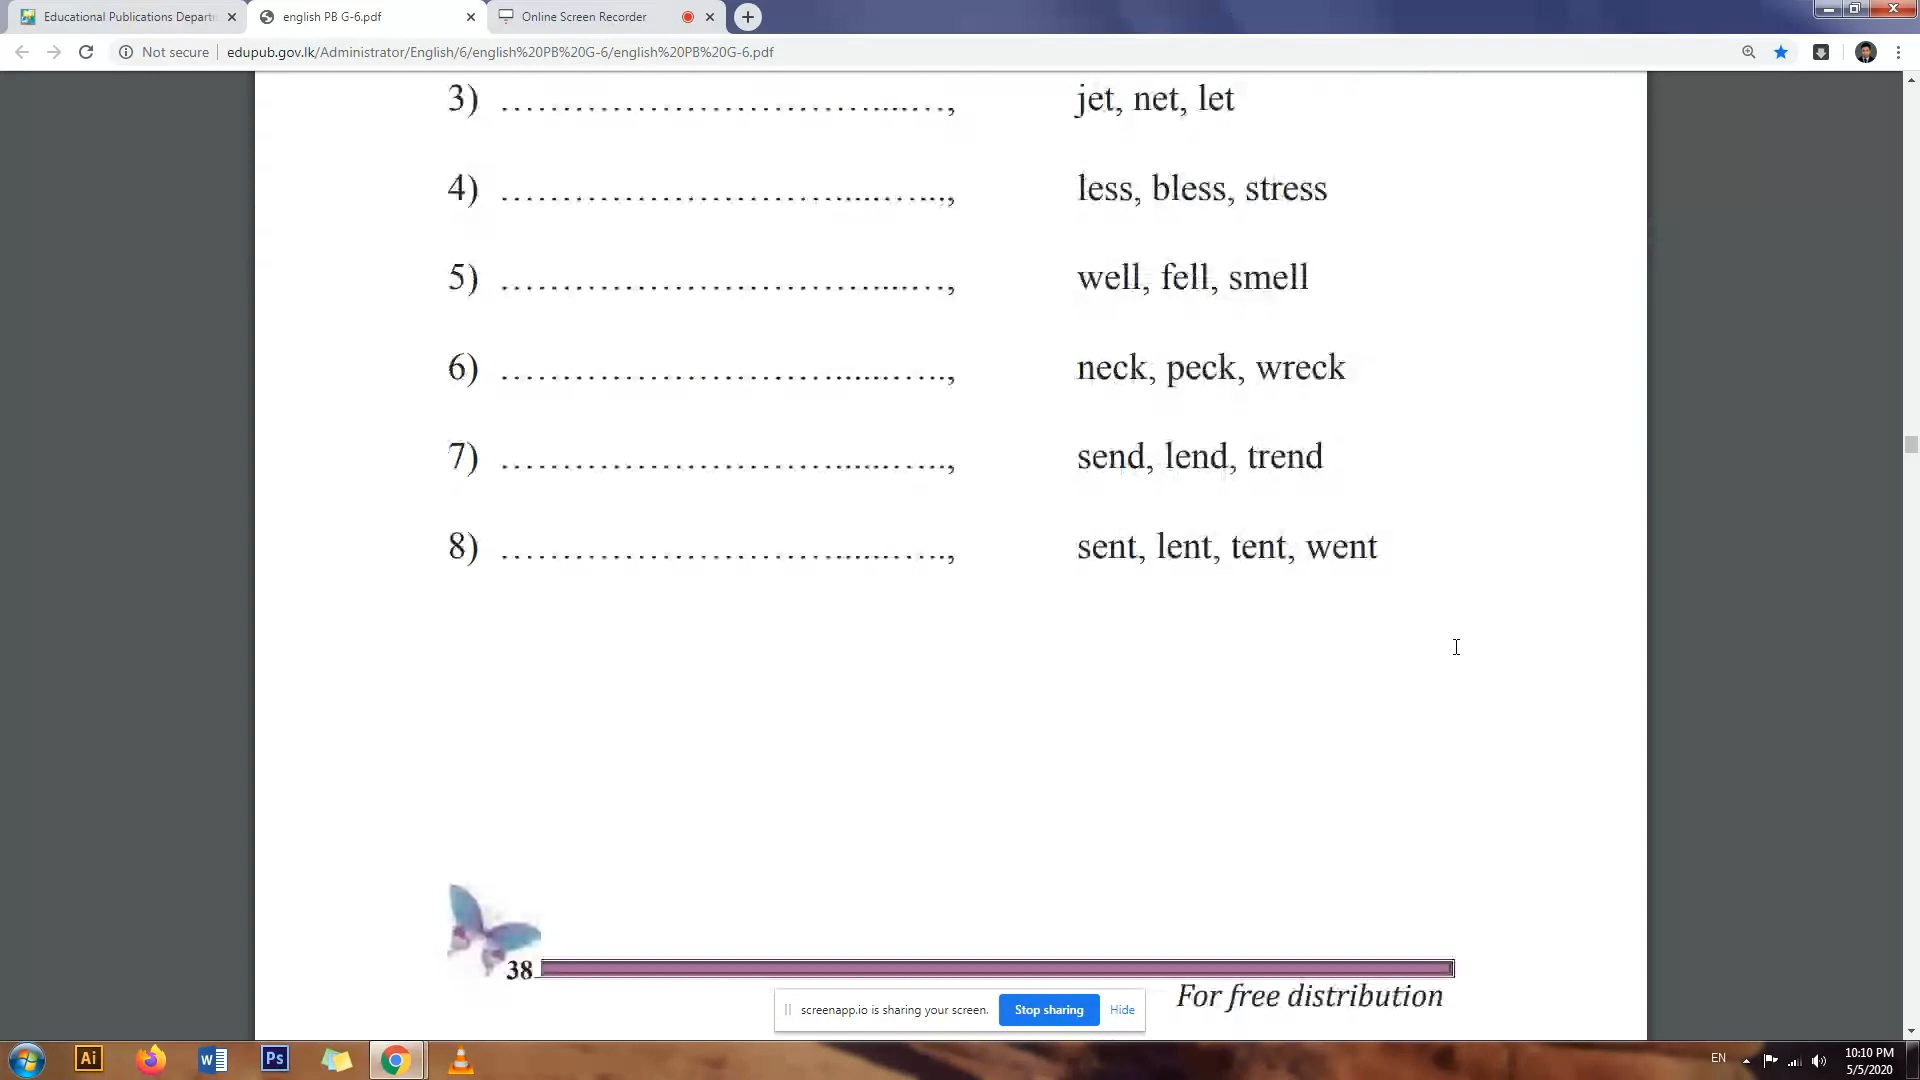 Educational Publications Departr
english PB G-6.pdf
Online Screen Recorder
Not secure
edupub.gov.lk/Administrator/English/6/english%20PB%20G-6/english%20PB%20G-6.pdf
3) ......................................................, jet, net, let
4) ......................................................, less, bless, stress
5) ......................................................, well, fell, smell
6) ......................................................, neck, peck, wreck
7) ......................................................, send, lend, trend
8) ......................................................, sent, lent, tent, went
38
For free distribution
screenapp.io is sharing your screen.
Stop sharing
Hide
Ai
W
Ps
EN
10:10 PM
5/5/2020